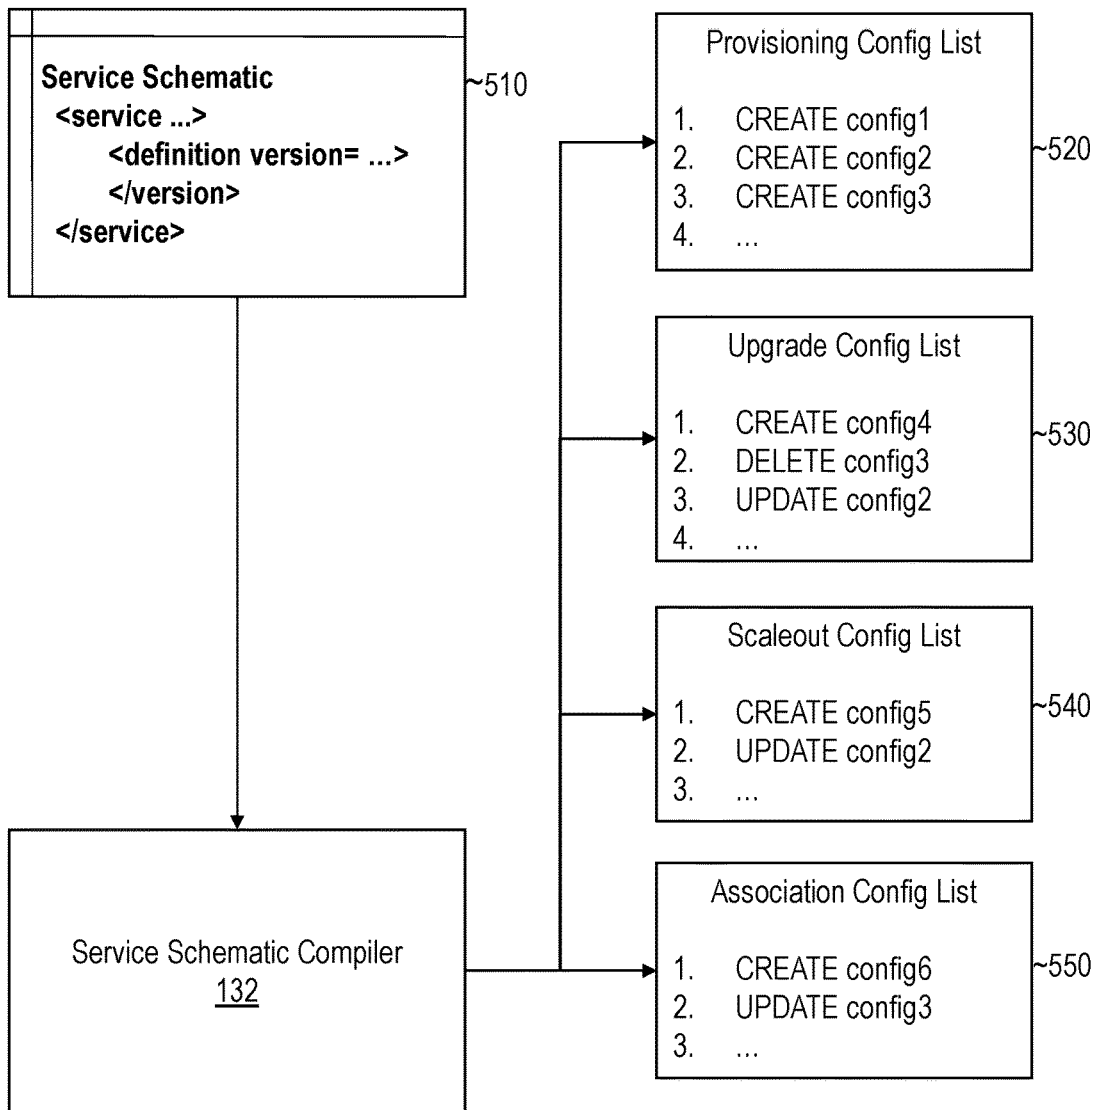 Service Schematic
<service ...>
<definition version= ...>
</version>
</service>
~510
Service Schematic Compiler
132
Provisioning Config List
1. CREATE config1
2. CREATE config2
3. CREATE config3
4. ...
~520
Upgrade Config List
1. CREATE config4
2. DELETE config3
3. UPDATE config2
4. ...
~530
Scaleout Config List
1. CREATE config5
2. UPDATE config2
3. ...
~540
Association Config List
1. CREATE config6
2. UPDATE config3
3. ...
~550